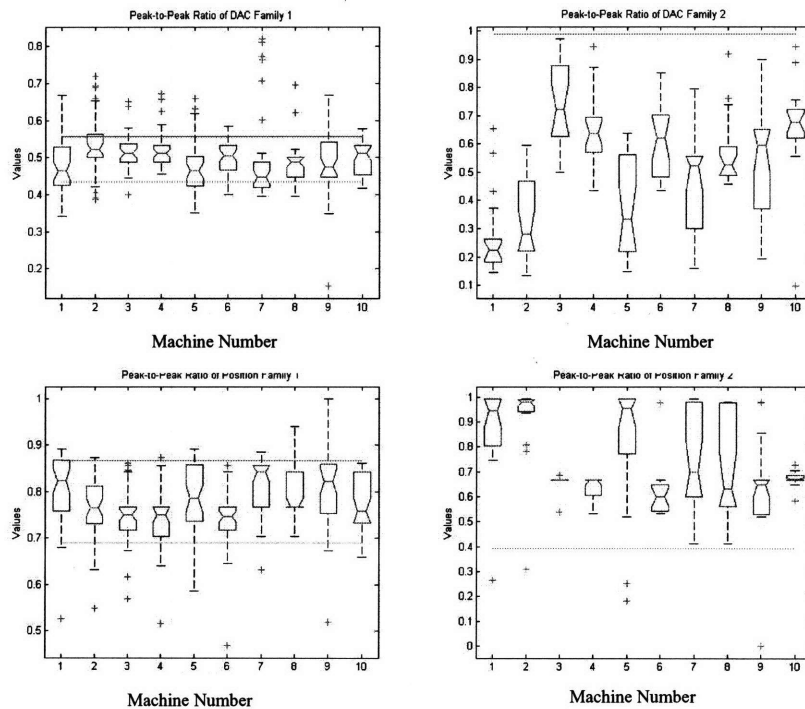 Peak-to-Peak Ratio of DAC Family 1
0.8
0.7
0.6
0.5
0.4
0.3
0.2
Values
1 2 3 4 5 6 7 8 9 10
Machine Number
Peak-to-Peak Ratio of DAC Family 2
1
0.9
0.8
0.7
0.6
0.5
0.4
0.3
0.2
0.1
Values
1 2 3 4 5 6 7 8 9 10
Machine Number
Peak-to-Peak Ratio of Position Family 1
1
0.9
0.8
0.7
0.6
0.5
Values
1 2 3 4 5 6 7 8 9 10
Machine Number
Peak-to-Peak Ratio of Position Family 2
1
0.9
0.8
0.7
0.6
0.5
0.4
0.3
0.2
0.1
0
Values
1 2 3 4 5 6 7 8 9 10
Machine Number